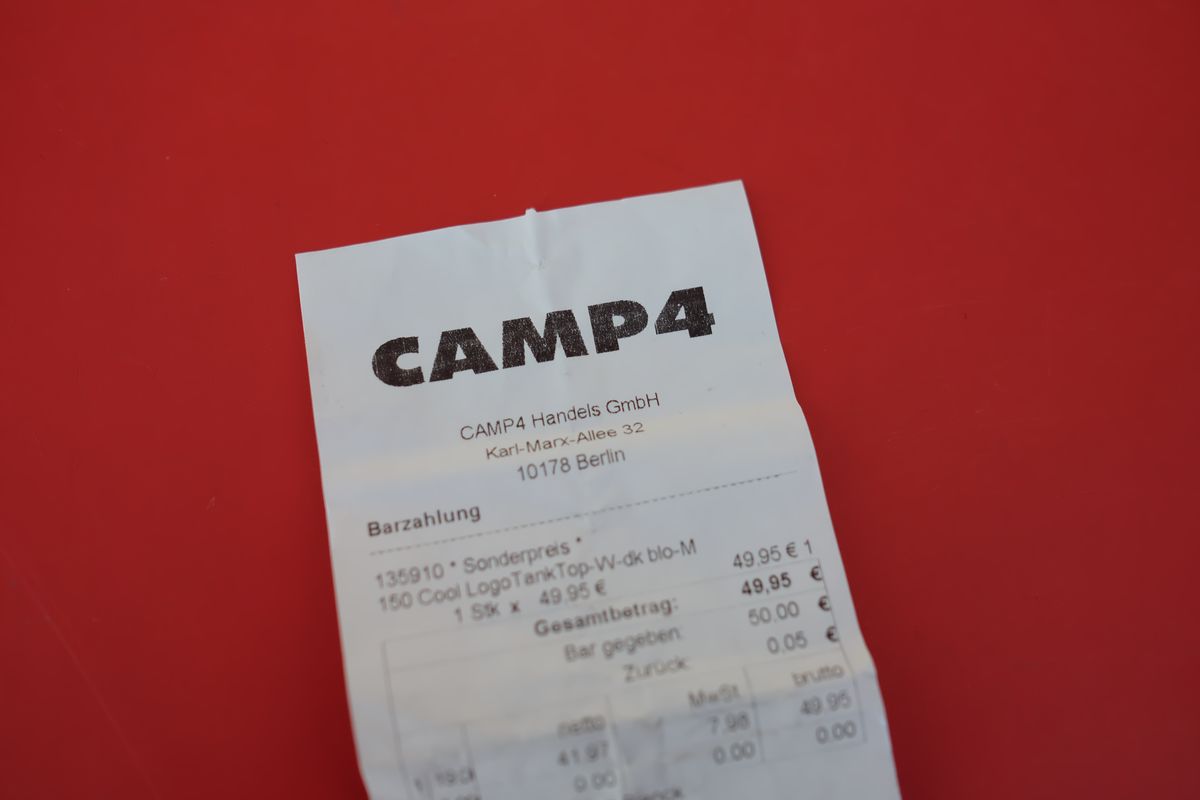 CAMP4
CAMP4 Handels GmbH
Karl-Marx-Allee 32
10178 Berlin
Barzahlung
135910 * Sonderpreis *
150 Cool LogoTankTop-W-dk blo-M
1 Stk x 49.95 € 49,95 € 1
Gesamtbetrag: 49,95 €
Bar gegeben: 50.00 €
Zurück: 0.05 €
netto MwSt brutto
1 41.97 7.98 49.95
0.00 0.00 0.00